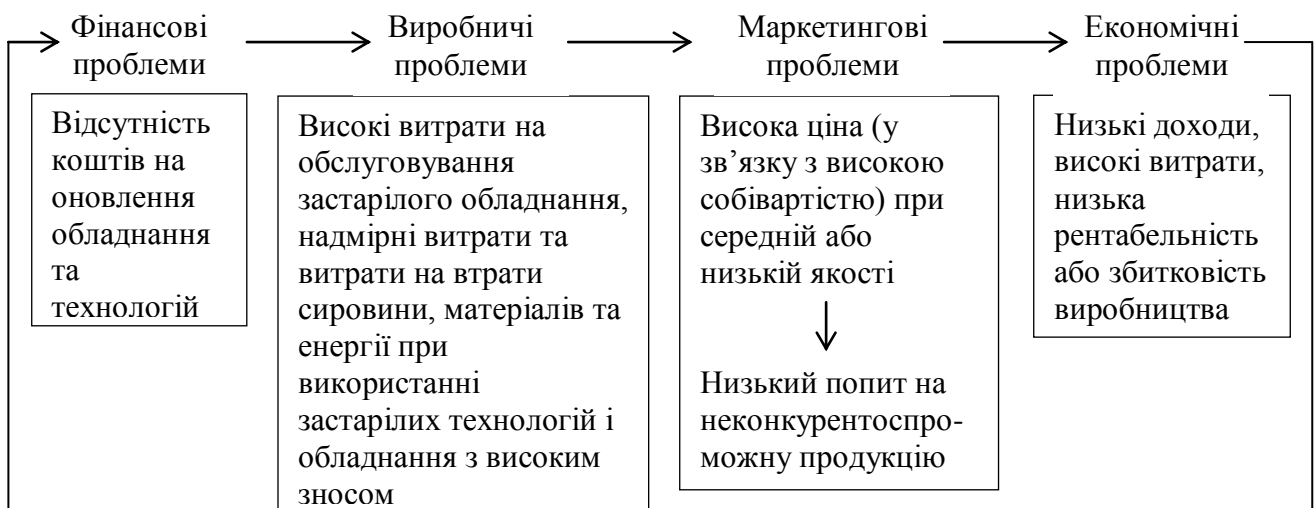 Фінансові
проблеми
Виробничі
проблеми
Маркетингові
проблеми
Економічні
проблеми
Відсутність
коштів на
оновлення
обладнання
та
технологій
Високі витрати на
обслуговування
застарілого обладнання,
надмірні витрати та
витрати на втрати
сировини, матеріалів та
енергії при
використанні
застарілих технологій і
обладнання з високим
зносом
Висока ціна (у
зв’язку з високою
собівартістю) при
середній або
низькій якості
Низький попит на
неконкурентоспро-
можну продукцію
Низькі доходи,
високі витрати,
низька
рентабельність
або збитковість
виробництва